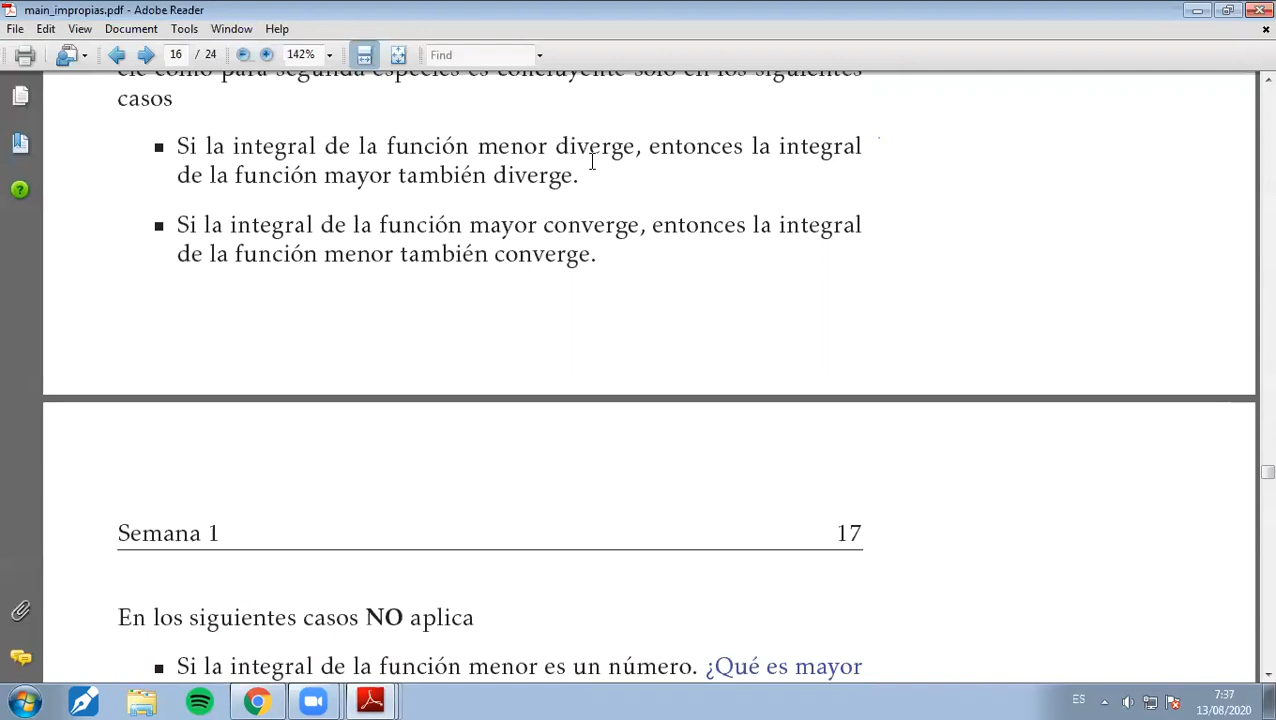 main_impropias.pdf - Adobe Reader
File Edit View Document Tools Window Help
16 / 24 142% Find
ele como para segunda especies es concluyente solo en los siguientes
casos
▪ Si la integral de la función menor diverge, entonces la integral
de la función mayor también diverge.
▪ Si la integral de la función mayor converge, entonces la integral
de la función menor también converge.
Semana 1 17
En los siguientes casos NO aplica
▪ Si la integral de la función menor es un número. ¿Qué es mayor
ES 7:37
13/08/2020